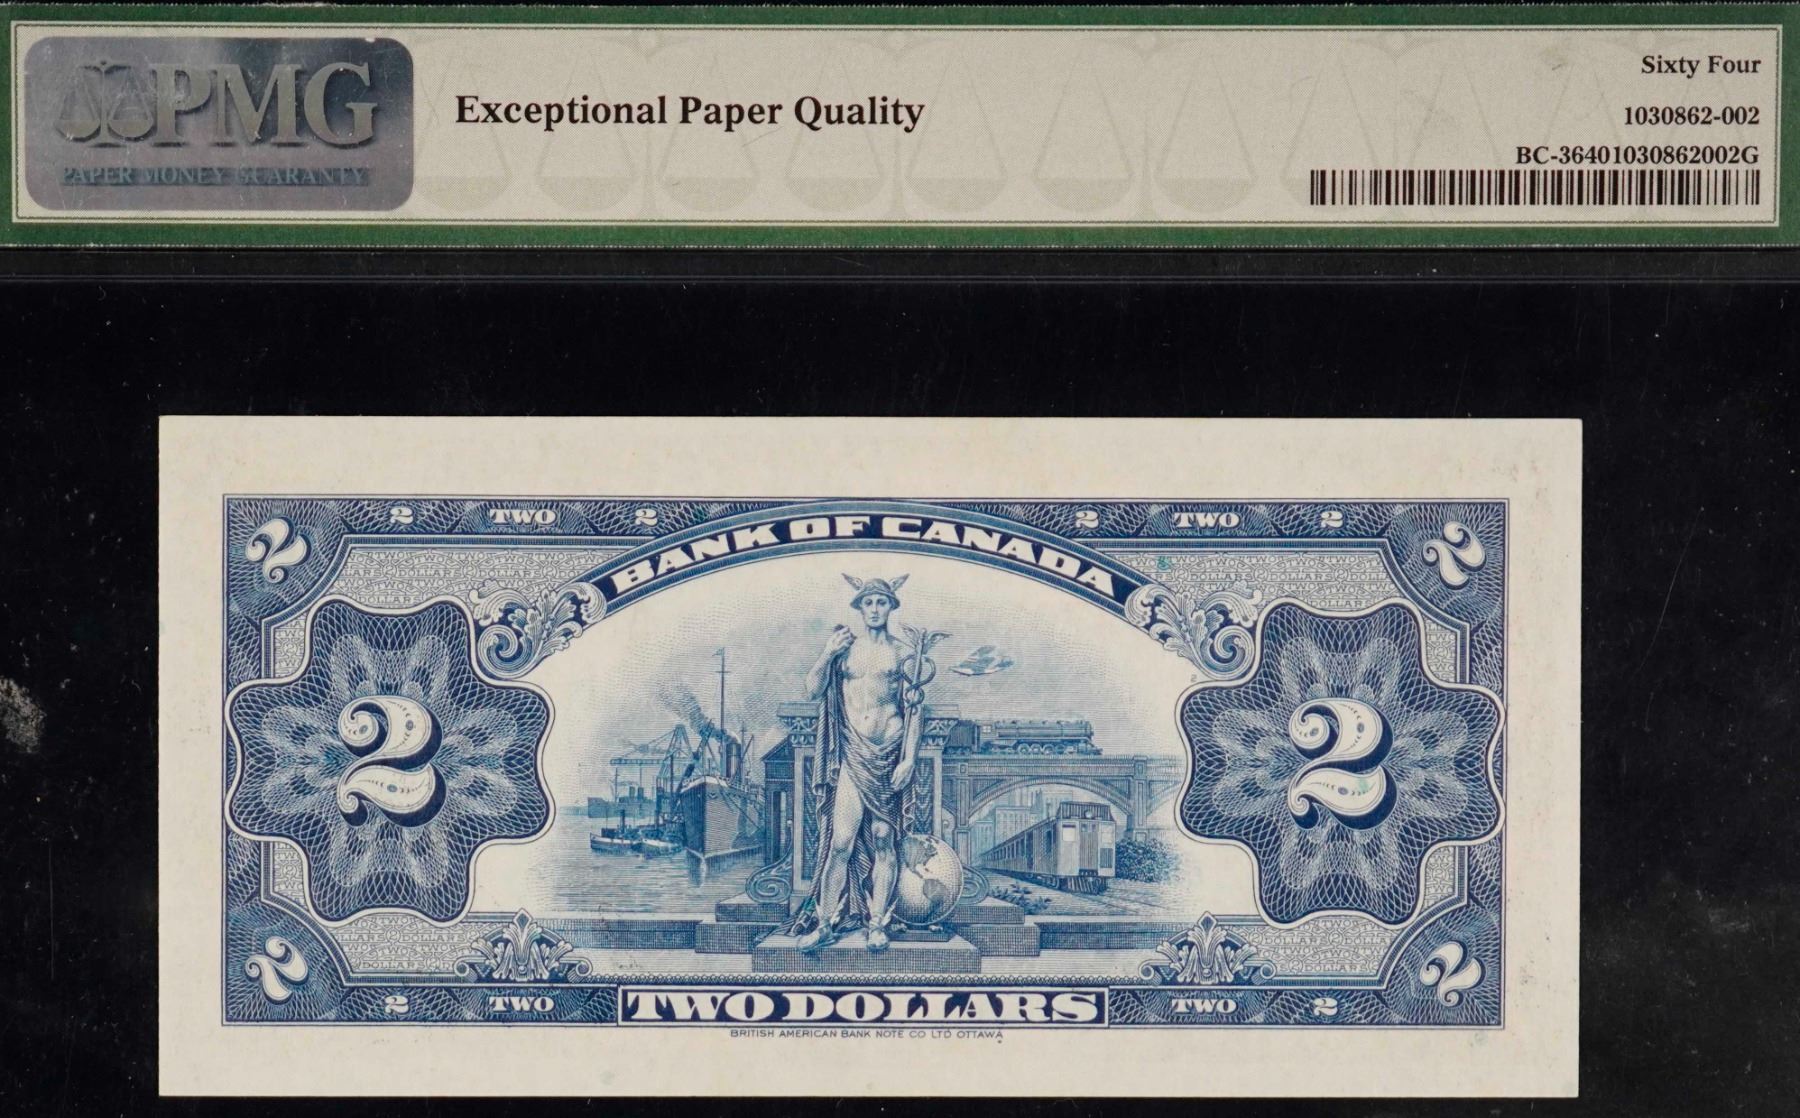 PMG
PAPER MONEY GUARANTY
Exceptional Paper Quality
Sixty Four
1030862-002
BC-36401030862002G
2 TWO 2 2 TWO 2
2 2
BANK OF CANADA
2 2
2 2
2 TWO TWO 2
TWO DOLLARS
BRITISH AMERICAN BANK NOTE CO LTD OTTAWA